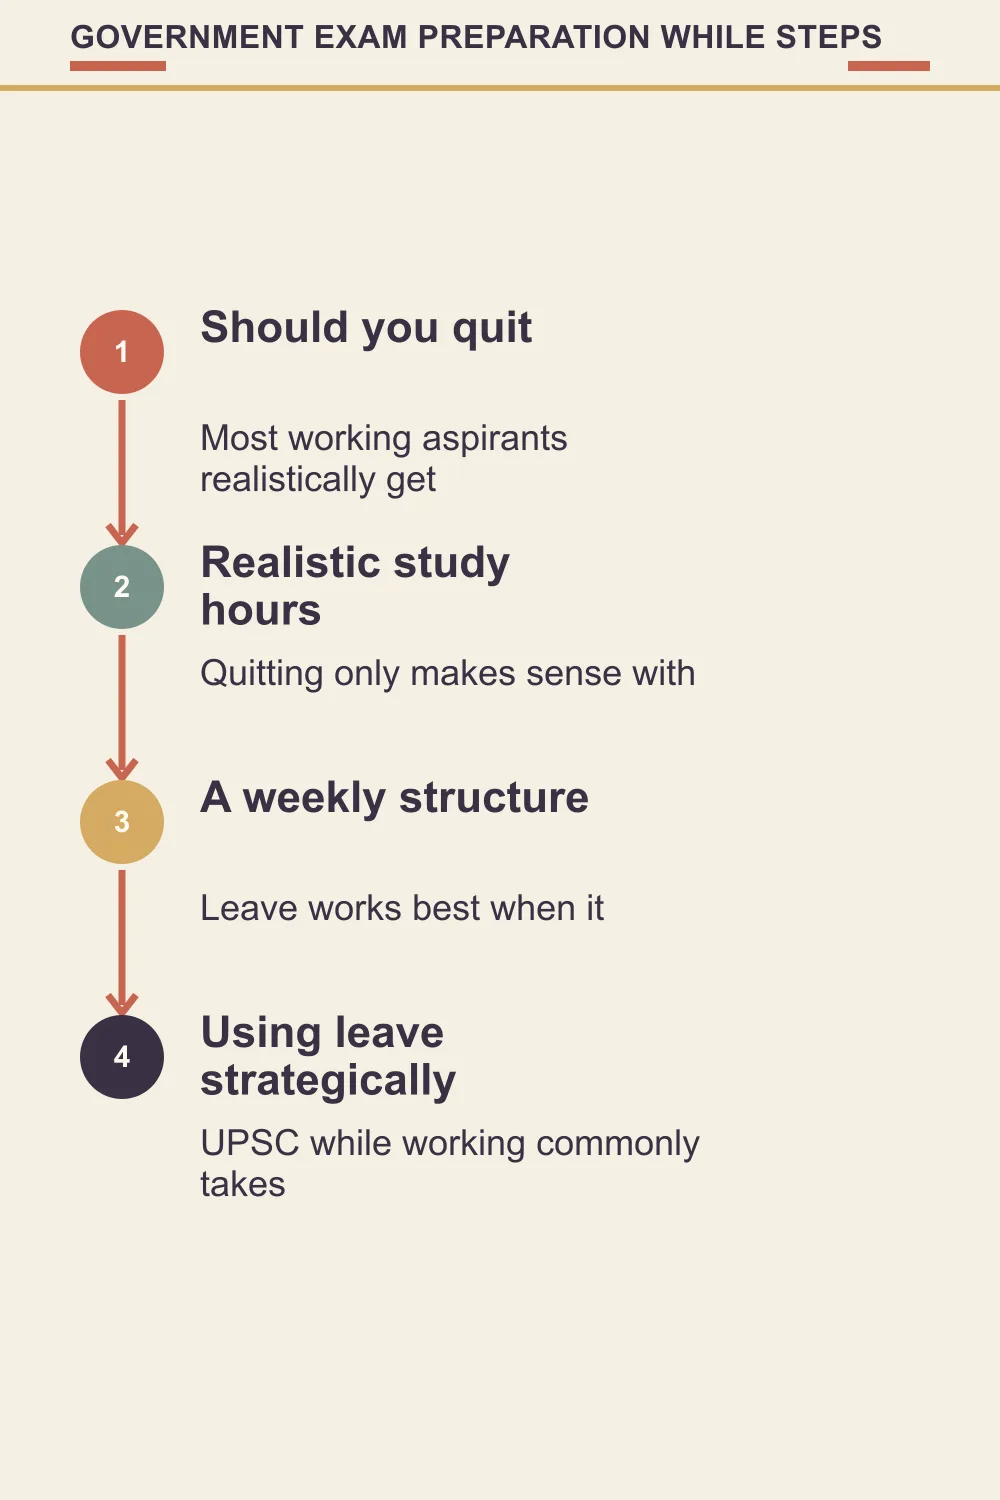 GOVERNMENT EXAM PREPARATION WHILE STEPS
1
Should you quit
Most working aspirants
realistically get
2
Realistic study
hours
Quitting only makes sense with
3
A weekly structure
Leave works best when it
4
Using leave
strategically
UPSC while working commonly
takes